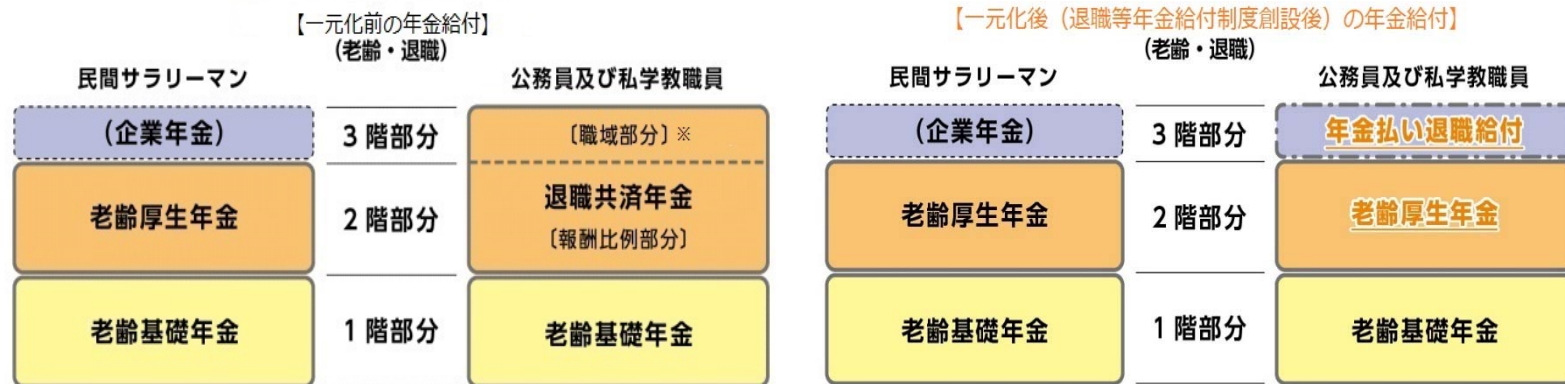 【一元化前の年金給付】
(老齢・退職)
民間サラリーマン
公務員及び私学教職員
(企業年金)
3階部分
〔職域部分〕※
老齢厚生年金
2階部分
退職共済年金
〔報酬比例部分〕
老齢基礎年金
1階部分
老齢基礎年金
【一元化後(退職等年金給付制度創設後)の年金給付】
(老齢・退職)
民間サラリーマン
公務員及び私学教職員
(企業年金)
3階部分
年金払い退職給付
老齢厚生年金
2階部分
老齢厚生年金
老齢基礎年金
1階部分
老齢基礎年金